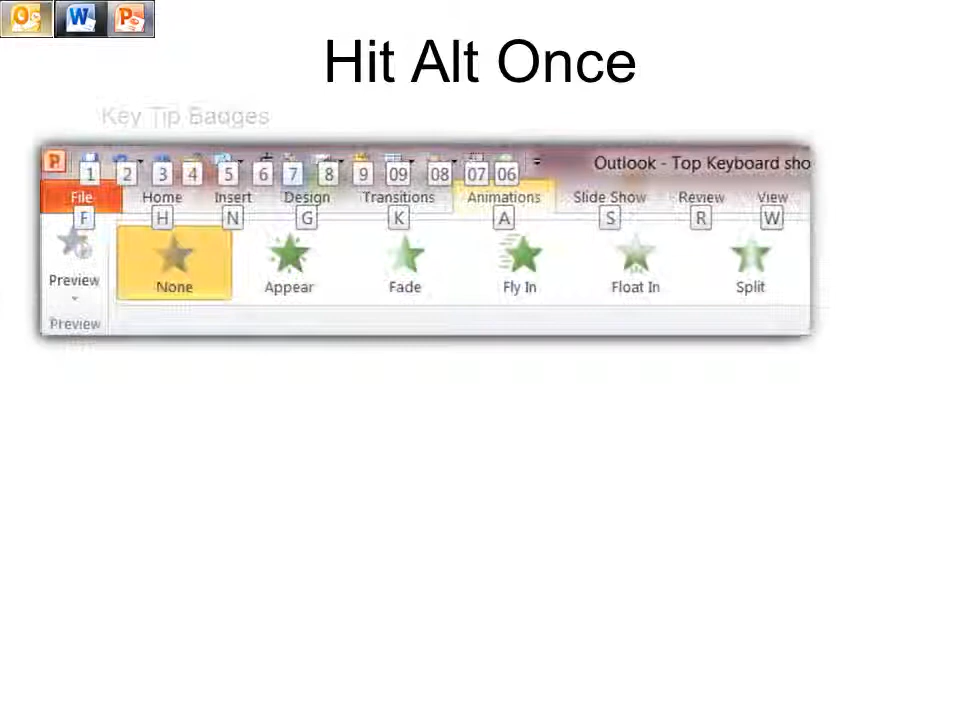 Hit Alt Once
Key Tip Badges
Outlook - Top Keyboard sho
1 2 3 4 5 6 7 8 9 09 08 07 06
File Home Insert Design Transitions Animations Slide Show Review View
F H N G K A S R W
Preview None Appear Fade Fly In Float In Split
Preview